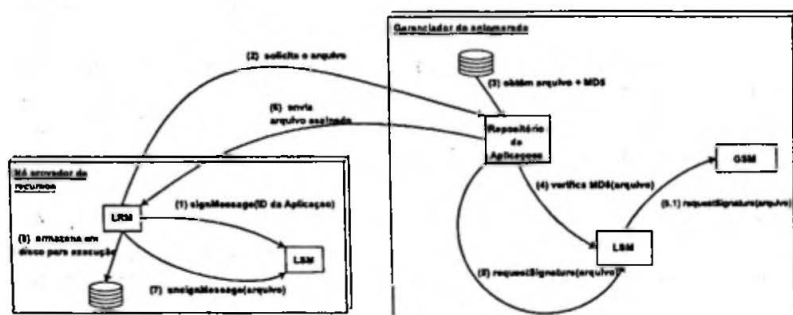 Gerenciador do aglomerado
(2) solicita o arquivo
(3) obtém arquivo + MD5
(6) envia
arquivo assinado
Repositório
de
Aplicações
GSM
Nó provedor de
recursos
(4) verifica MD5(arquivo)
(5.1) requestSignature(arquivo)
LRM
(1) signMessage(ID da Aplicação)
LSM
(8) armazena em
disco para execução
LSM
(5) requestSignature(arquivo)
(7) unsignMessage(arquivo)